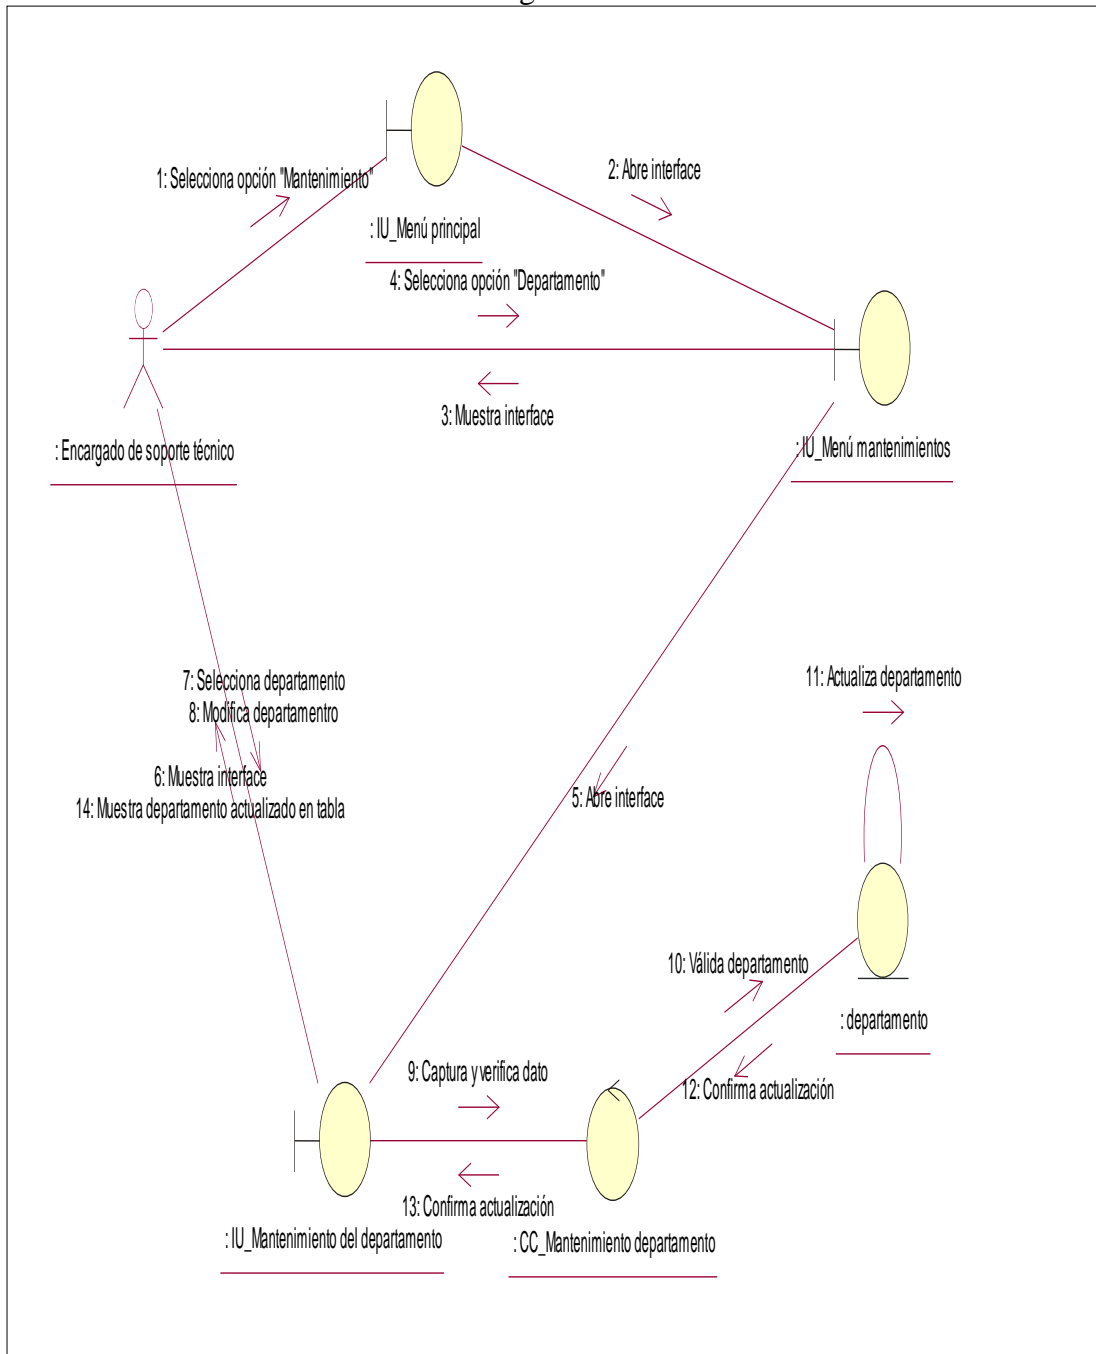 1: Selecciona opción "Mantenimiento"
2: Abre interface
: IU_Menú principal
4: Selecciona opción "Departamento"
3: Muestra interface
: Encargado de soporte técnico
: IU_Menú mantenimientos
7: Selecciona departamento
8: Modifica departamentro
11: Actualiza departamento
6: Muestra interface
14: Muestra departamento actualizado en tabla
5: Abre interface
10: Válida departamento
: departamento
9: Captura y verifica dato
12: Confirma actualización
13: Confirma actualización
: IU_Mantenimiento del departamento
: CC_Mantenimiento departamento